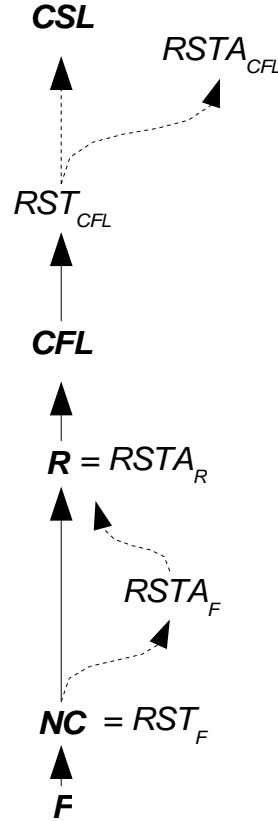 CSL
RSTA_CFL
RST_CFL
CFL
R = RSTA_R
RSTA_F
NC = RST_F
F